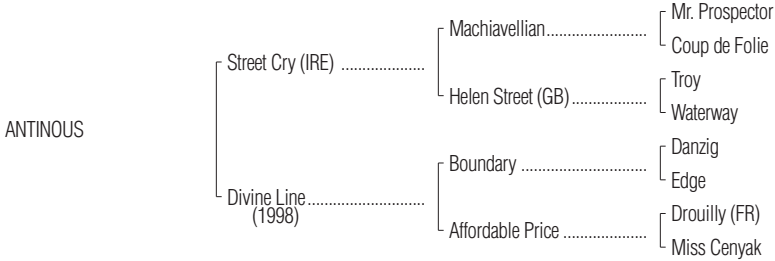 Mr. Prospector
Machiavellian....................
Coup de Folie
Street Cry (IRE) ....................
Troy
Helen Street (GB)..................
Waterway
ANTINOUS
Danzig
Boundary ........................
Edge
Divine Line............................
(1998)
Drouilly (FR)
Affordable Price ....................
Miss Cenyak